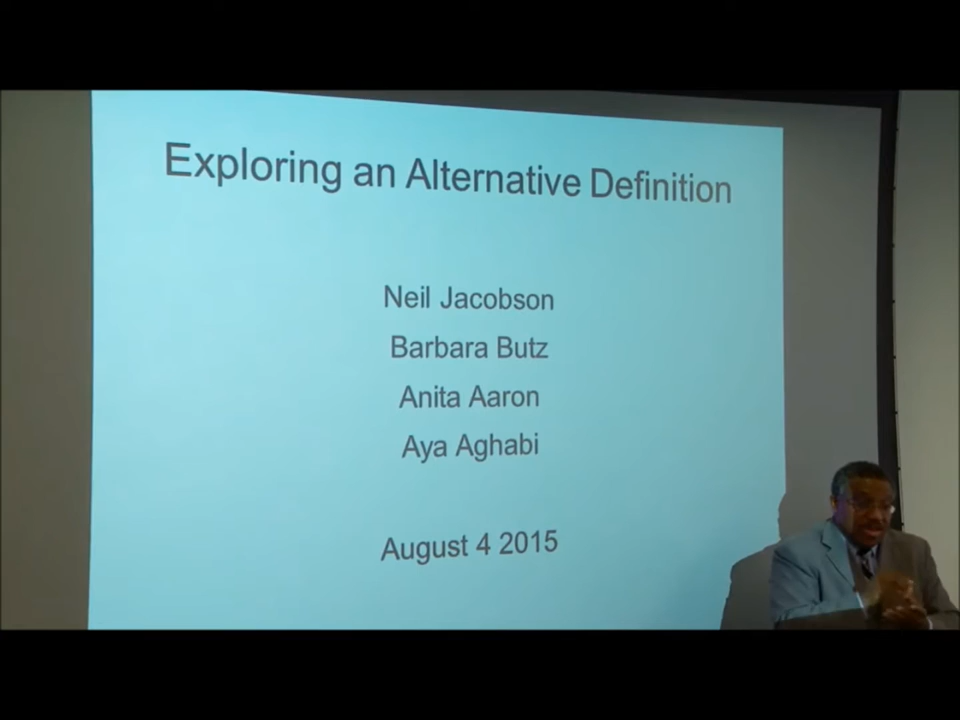 Exploring an Alternative Definition
Neil Jacobson
Barbara Butz
Anita Aaron
Aya Aghabi
August 4 2015